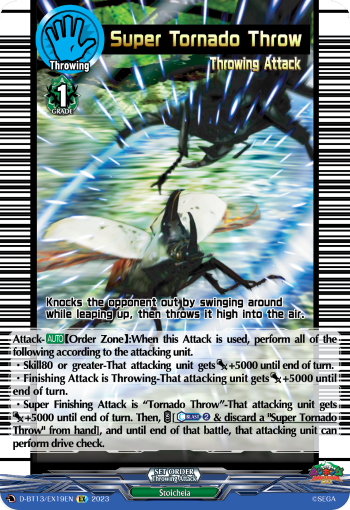 Super Tornado Throw
Throwing Attack
Throwing
1
GRADE
Knocks the opponent out by swinging around
while leaping up, then throws it high into the air.
Attack-AUTO[Order Zone]:When this Attack is used, perform all of the
following according to the attacking unit.
・Skill80 or greater-That attacking unit gets +5000 until end of turn.
・Finishing Attack is Throwing-That attacking unit gets +5000 until
end of turn.
・Super Finishing Attack is “Tornado Throw”-That attacking unit gets
+5000 until end of turn. Then, [ 2 & discard a "Super Tornado
Throw" from hand], and until end of that battle, that attacking unit can
perform drive check.
SET ORDER
Throwing Attack
Stoicheia
D-BT13/EX19EN EX 2023
©SEGA